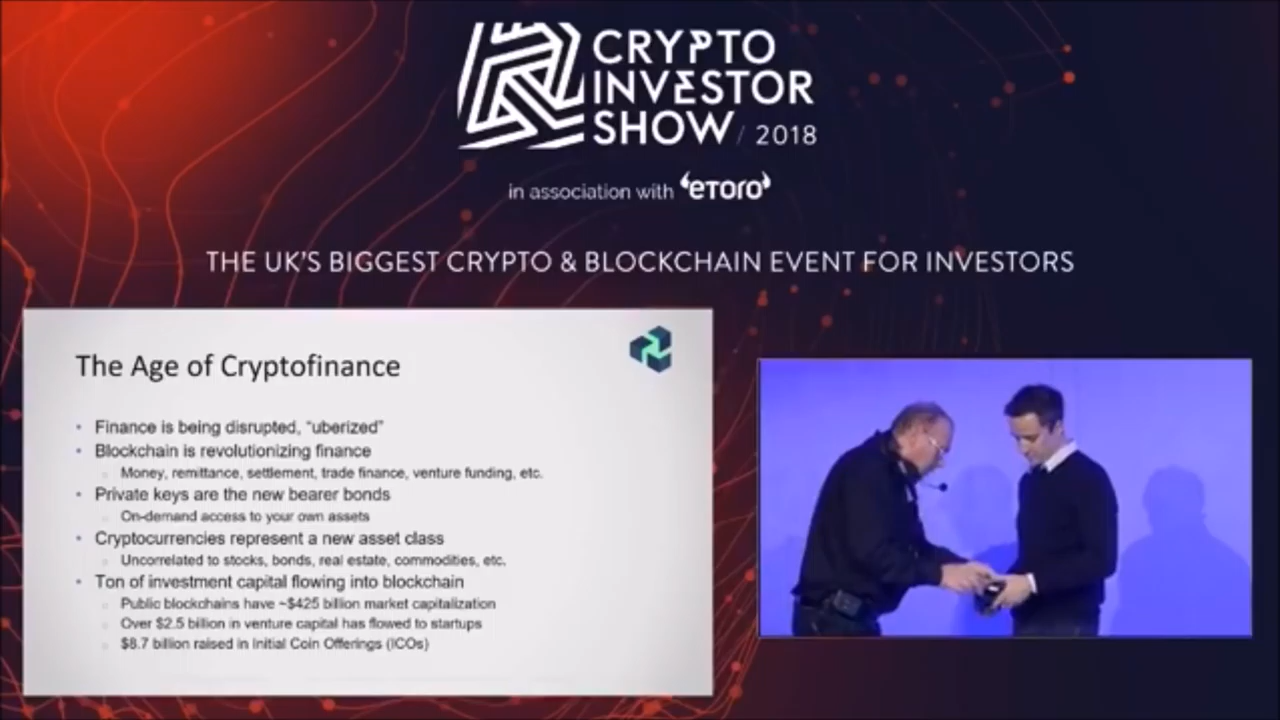 CRYPTO
INVESTOR
SHOW / 2018
in association with eToro
THE UK'S BIGGEST CRYPTO & BLOCKCHAIN EVENT FOR INVESTORS
The Age of Cryptofinance
• Finance is being disrupted, “uberized”
• Blockchain is revolutionizing finance
○ Money, remittance, settlement, trade finance, venture funding, etc.
• Private keys are the new bearer bonds
○ On-demand access to your own assets
• Cryptocurrencies represent a new asset class
○ Uncorrelated to stocks, bonds, real estate, commodities, etc.
• Ton of investment capital flowing into blockchain
○ Public blockchains have ~$425 billion market capitalization
○ Over $2.5 billion in venture capital has flowed to startups
○ $8.7 billion raised in Initial Coin Offerings (ICOs)